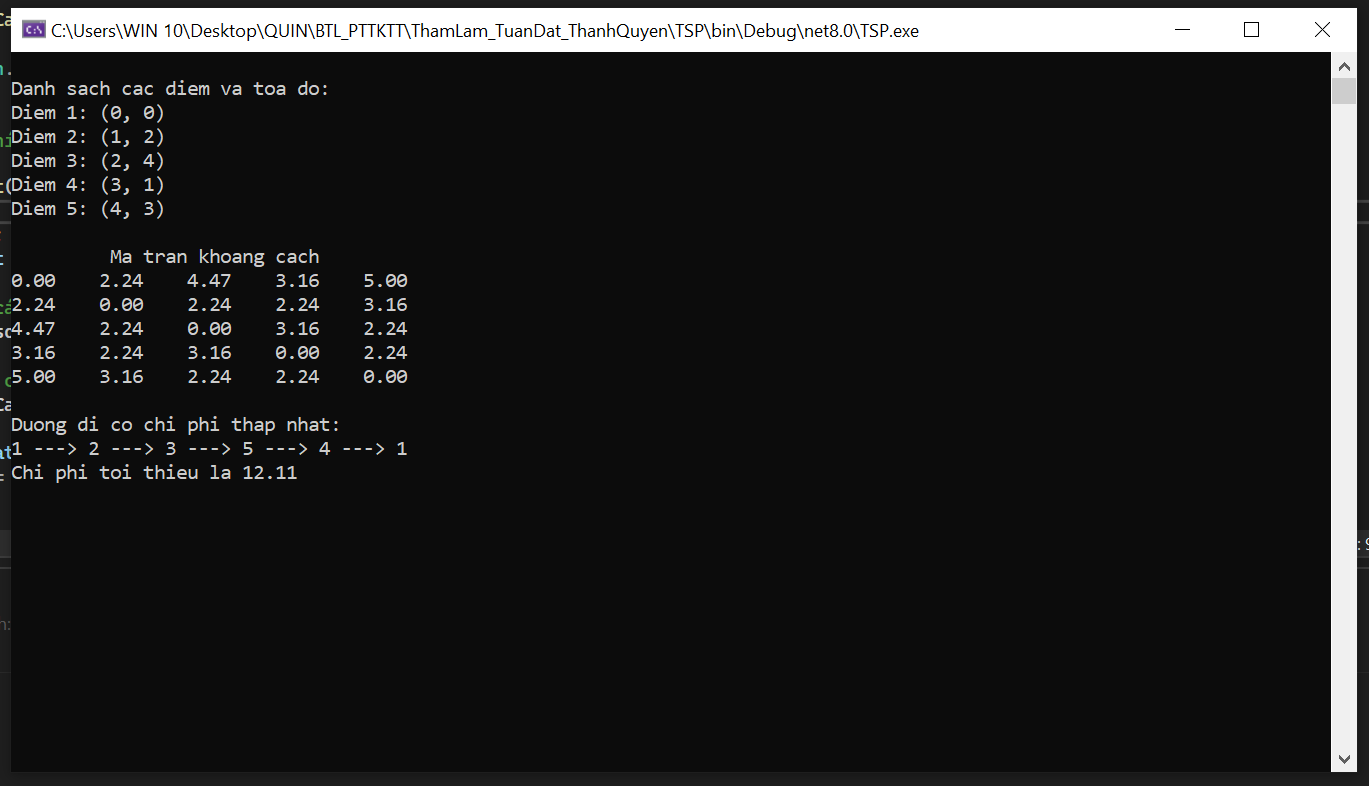 C:\Users\WIN 10\Desktop\QUIN\BTL_PTTKTT\ThamLam_TuanDat_ThanhQuyen\TSP\bin\Debug\net8.0\TSP.exe
Danh sach cac diem va toa do:
Diem 1: (0, 0)
Diem 2: (1, 2)
Diem 3: (2, 4)
Diem 4: (3, 1)
Diem 5: (4, 3)
Ma tran khoang cach
0.00 2.24 4.47 3.16 5.00
2.24 0.00 2.24 2.24 3.16
4.47 2.24 0.00 3.16 2.24
3.16 2.24 3.16 0.00 2.24
5.00 3.16 2.24 2.24 0.00
Duong di co chi phi thap nhat:
1 ---> 2 ---> 3 ---> 5 ---> 4 ---> 1
Chi phi toi thieu la 12.11